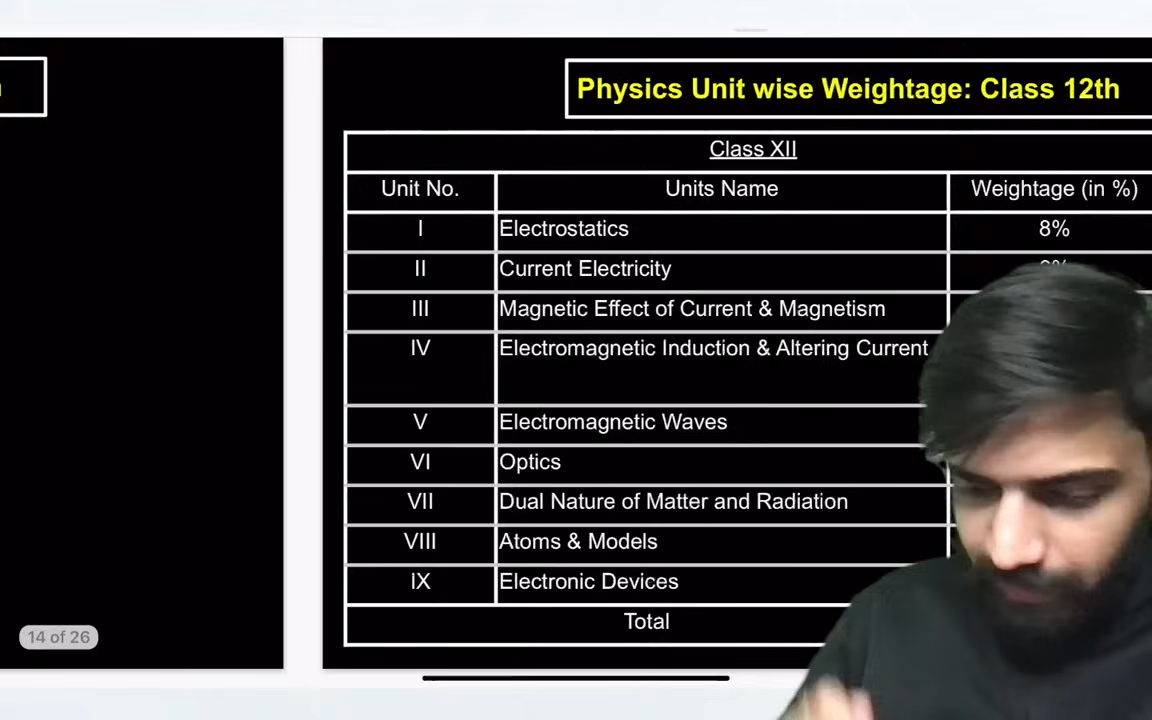 Physics Unit wise Weightage: Class 12th
Class XII
Unit No. Units Name Weightage (in %)
I Electrostatics 8%
II Current Electricity
III Magnetic Effect of Current & Magnetism
IV Electromagnetic Induction & Altering Current
V Electromagnetic Waves
VI Optics
VII Dual Nature of Matter and Radiation
VIII Atoms & Models
IX Electronic Devices
Total
14 of 26